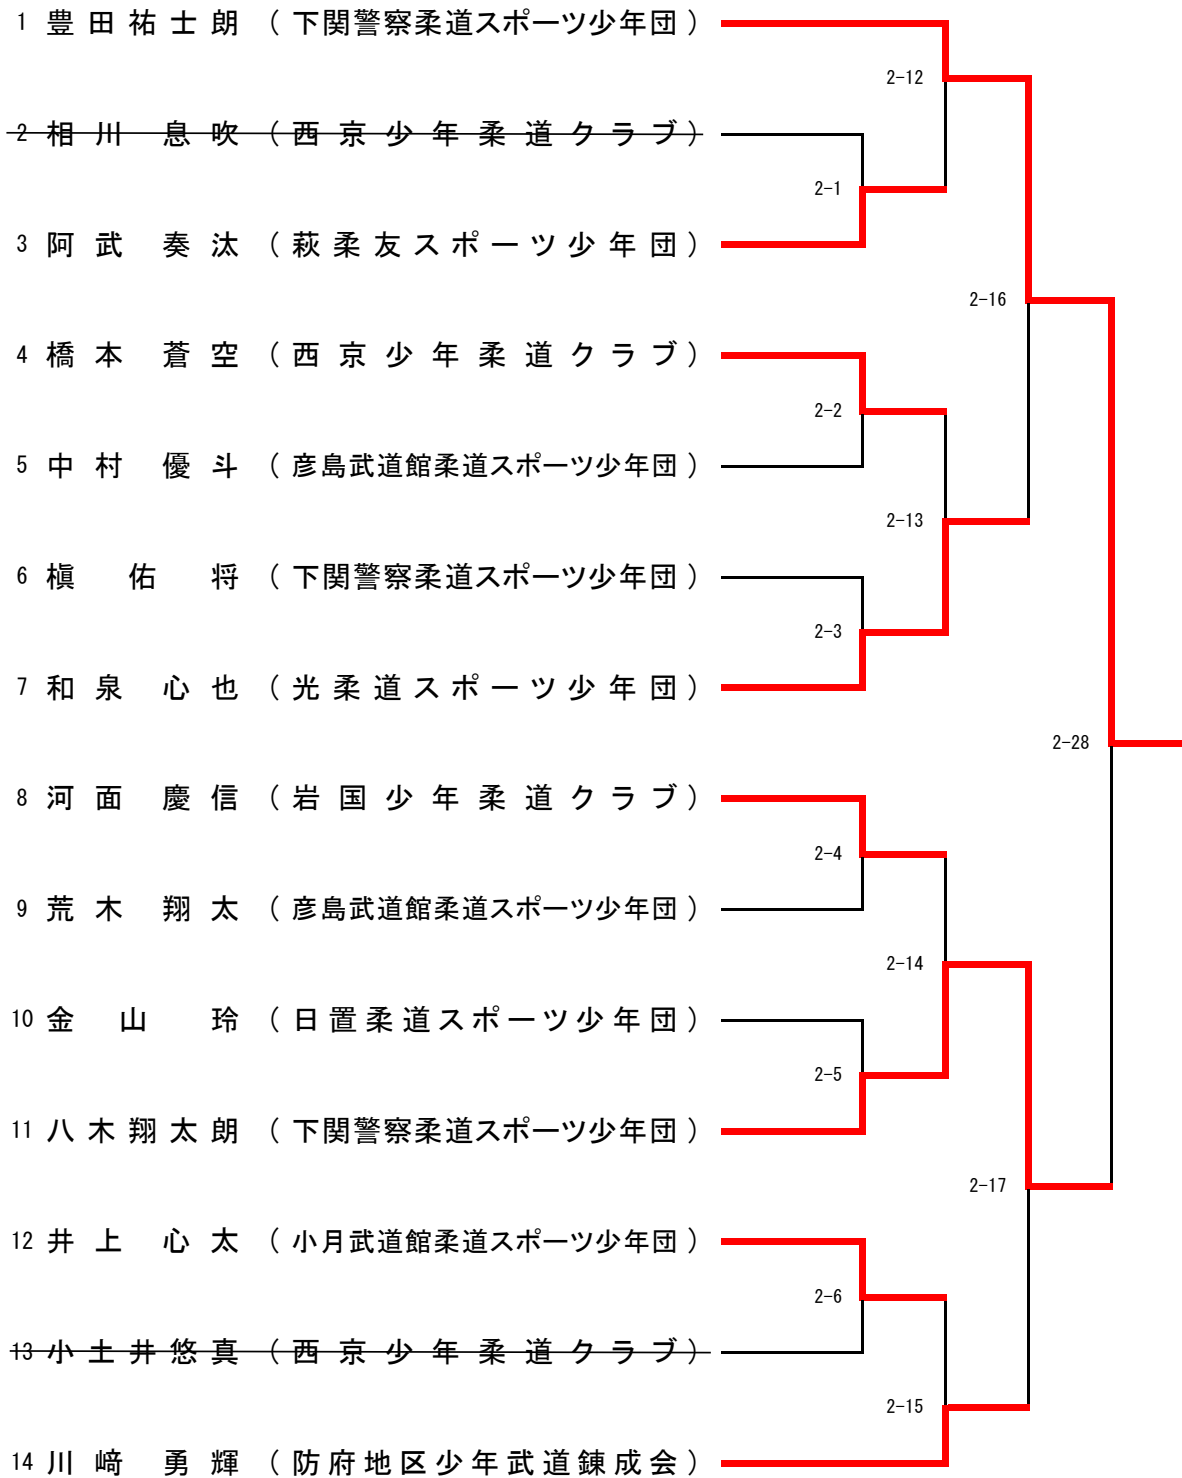 1 豊田祐士朗 (下関警察柔道スポーツ少年団)
2-12
2 相川 息吹 (西京少年柔道クラブ)
2-1
3 阿武 奏汰 (萩柔友スポーツ少年団)
2-16
4 橋本 蒼空 (西京少年柔道クラブ)
2-2
5 中村 優斗 (彦島武道館柔道スポーツ少年団)
2-13
6 槇 佑将 (下関警察柔道スポーツ少年団)
2-3
7 和泉 心也 (光柔道スポーツ少年団)
2-28
8 河面 慶信 (岩国少年柔道クラブ)
2-4
9 荒木 翔太 (彦島武道館柔道スポーツ少年団)
2-14
10 金山 玲 (日置柔道スポーツ少年団)
2-5
11 八木翔太朗 (下関警察柔道スポーツ少年団)
2-17
12 井上 心太 (小月武道館柔道スポーツ少年団)
2-6
13 小土井悠真 (西京少年柔道クラブ)
2-15
14 川﨑 勇輝 (防府地区少年武道錬成会)